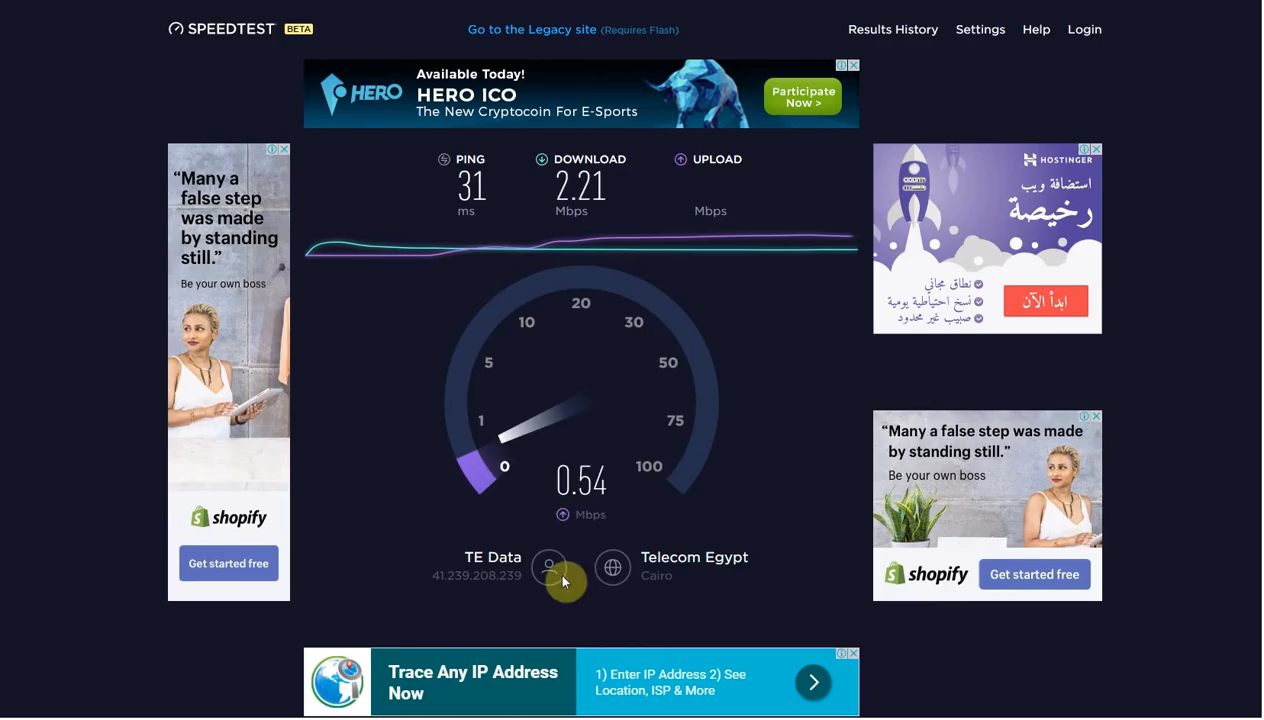 SPEEDTEST BETA
Go to the Legacy site (Requires Flash)
Results History
Settings
Help
Login
HERO
Available Today!
HERO ICO
The New Cryptocoin For E-Sports
Participate
Now >
“Many a
false step
was made
by standing
still.”
Be your own boss
shopify
Get started free
PING
31
ms
DOWNLOAD
2.21
Mbps
UPLOAD
Mbps
0
1
5
10
20
30
50
75
100
0.54
Mbps
TE Data
41.239.208.239
Telecom Egypt
Cairo
HOSTINGER
استضافة ويب
رخيصة
نطاق مجاني
نسخ احتياطية يومية
صبيب غير محدود
ابدأ الآن
“Many a false step was made
by standing still.”
Be your own boss
shopify
Get started free
Trace Any IP Address
Now
1) Enter IP Address 2) See
Location, ISP & More